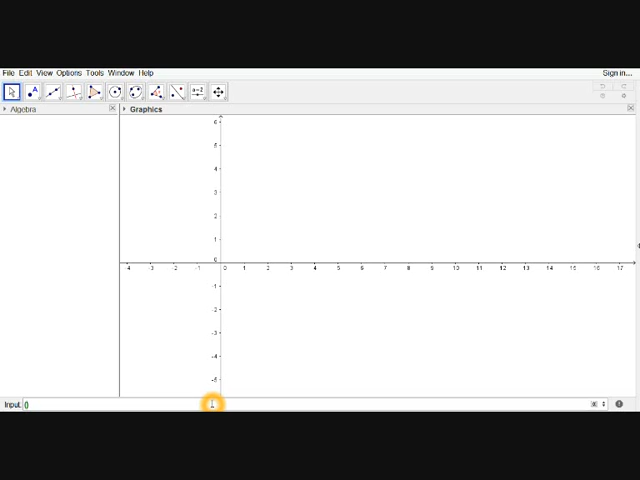 File Edit View Options Tools Window Help Sign in...
A a=2
Algebra Graphics
6
5
4
3
2
1
0
-4 -3 -2 -1 0 1 2 3 4 5 6 7 8 9 10 11 12 13 14 15 16 17
-1
-2
-3
-4
-5
Input: ()